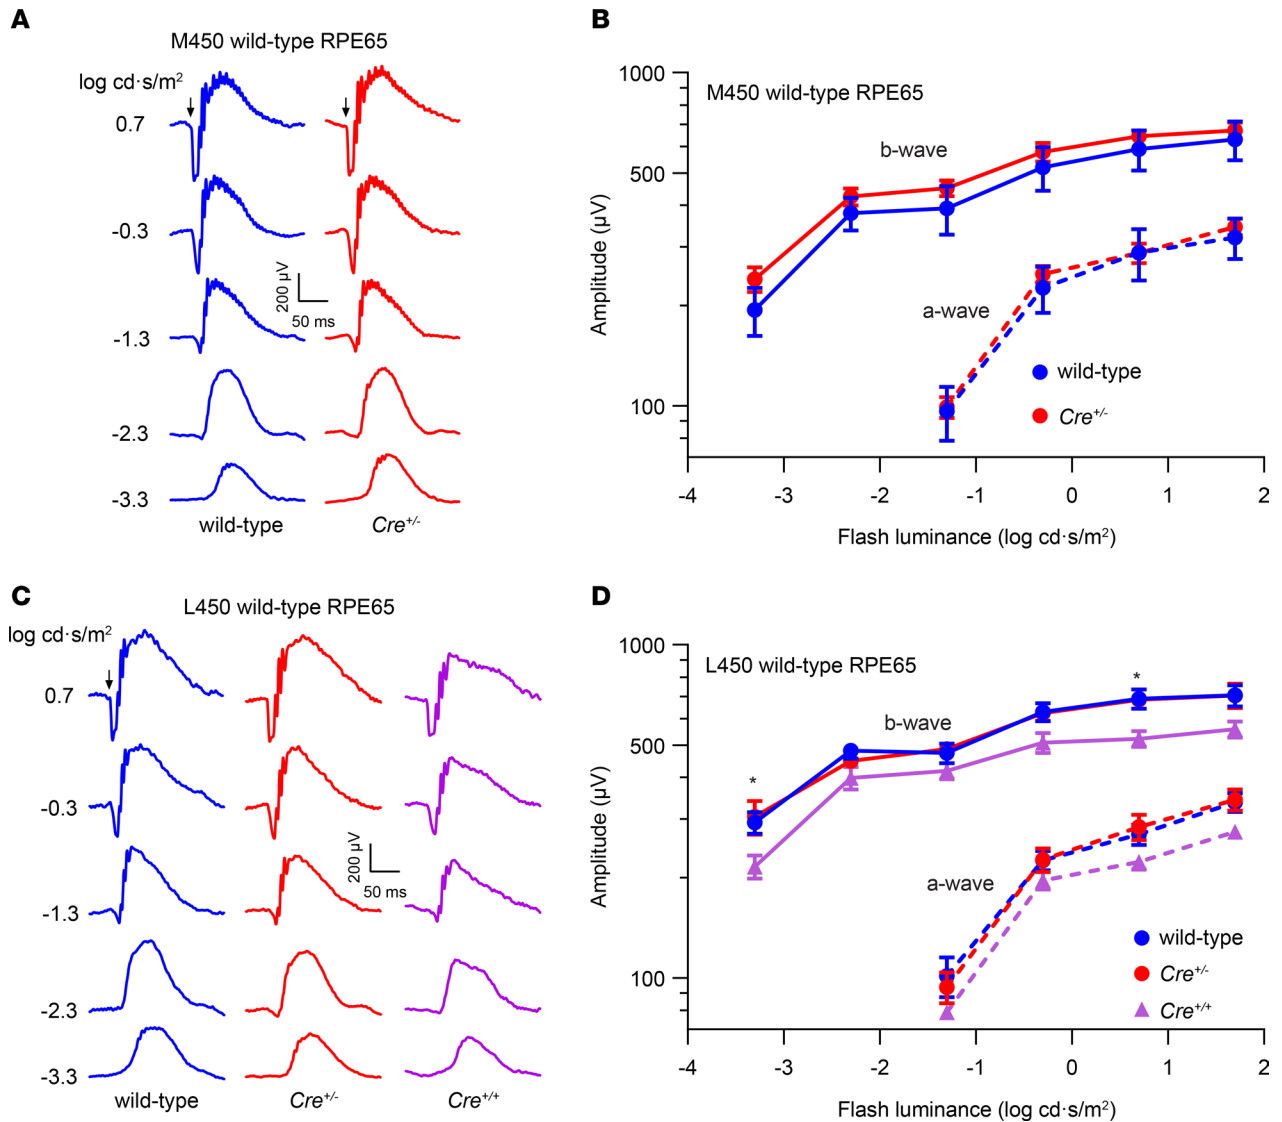 A
M450 wild-type RPE65
log cd·s/m²
0.7
-0.3
-1.3
-2.3
-3.3
200 µV
50 ms
wild-type
Cre+/-
B
M450 wild-type RPE65
Amplitude (µV)
1000
500
100
b-wave
a-wave
wild-type
Cre+/-
-4 -3 -2 -1 0 1 2
Flash luminance (log cd·s/m²)
C
L450 wild-type RPE65
log cd·s/m²
0.7
-0.3
-1.3
-2.3
-3.3
200 µV
50 ms
wild-type
Cre+/-
Cre+/+
D
L450 wild-type RPE65
Amplitude (µV)
1000
500
100
*
*
b-wave
a-wave
wild-type
Cre+/-
Cre+/+
-4 -3 -2 -1 0 1 2
Flash luminance (log cd·s/m²)